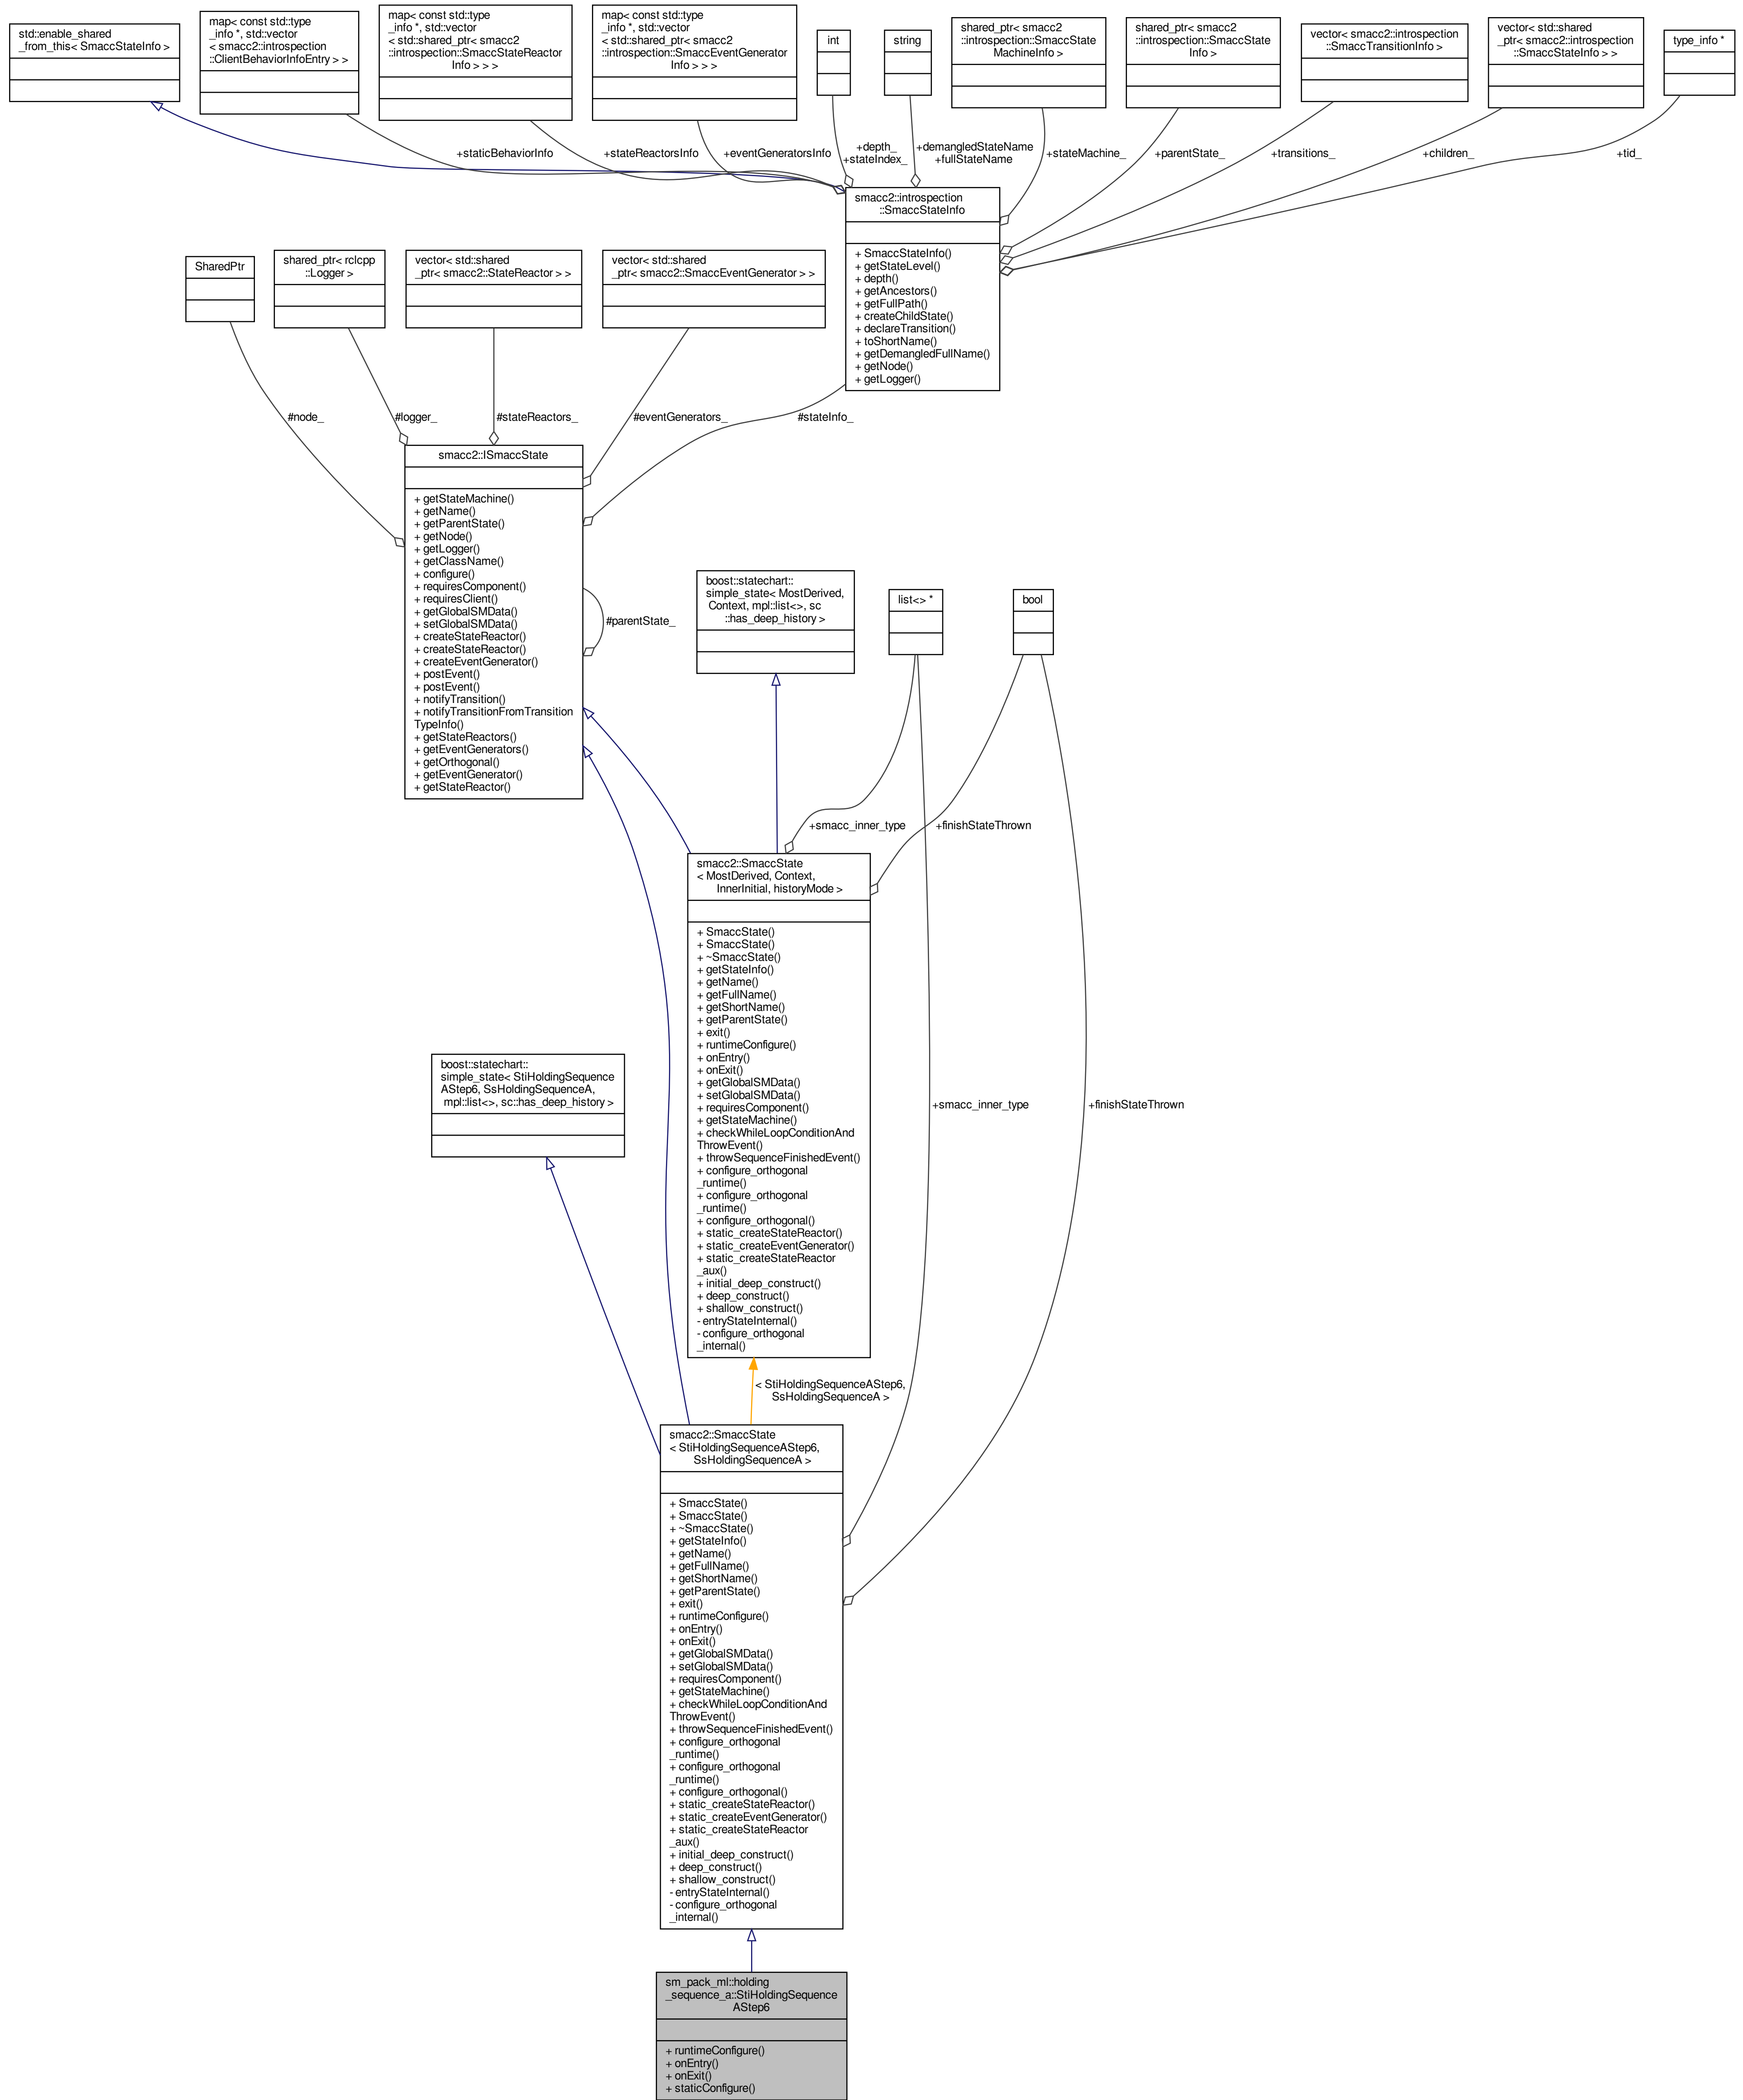 std::enable_shared
_from_this< SmaccStateInfo >
map< const std::type
_info *, std::vector
< smacc2::introspection
::ClientBehaviorInfoEntry > >
map< const std::type
_info *, std::vector
< std::shared_ptr< smacc2
::introspection::SmaccStateReactor
Info > > >
map< const std::type
_info *, std::vector
< std::shared_ptr< smacc2
::introspection::SmaccEventGenerator
Info > > >
int
string
shared_ptr< smacc2
::introspection::SmaccState
MachineInfo >
shared_ptr< smacc2
::introspection::SmaccState
Info >
vector< smacc2::introspection
::SmaccTransitionInfo >
vector< std::shared
_ptr< smacc2::introspection
::SmaccStateInfo > >
type_info *
+staticBehaviorInfo
+stateReactorsInfo
+eventGeneratorsInfo
+depth_
+stateIndex_
+demangledStateName
+fullStateName
+stateMachine_
+parentState_
+transitions_
+children_
+tid_
smacc2::introspection
::SmaccStateInfo
+ SmaccStateInfo()
+ getStateLevel()
+ depth()
+ getAncestors()
+ getFullPath()
+ createChildState()
+ declareTransition()
+ toShortName()
+ getDemangledFullName()
+ getNode()
+ getLogger()
SharedPtr
shared_ptr< rclcpp
::Logger >
vector< std::shared
_ptr< smacc2::StateReactor > >
vector< std::shared
_ptr< smacc2::SmaccEventGenerator > >
#node_
#logger_
#stateReactors_
#eventGenerators_
#stateInfo_
smacc2::ISmaccState
+ getStateMachine()
+ getName()
+ getParentState()
+ getNode()
+ getLogger()
+ getClassName()
+ configure()
+ requiresComponent()
+ requiresClient()
+ getGlobalSMData()
+ setGlobalSMData()
+ createStateReactor()
+ createStateReactor()
+ createEventGenerator()
+ postEvent()
+ postEvent()
+ notifyTransition()
+ notifyTransitionFromTransition
TypeInfo()
+ getStateReactors()
+ getEventGenerators()
+ getOrthogonal()
+ getEventGenerator()
+ getStateReactor()
#parentState_
boost::statechart::
simple_state< MostDerived,
Context, mpl::list<>, sc
::has_deep_history >
list<> *
bool
+smacc_inner_type
+finishStateThrown
smacc2::SmaccState
< MostDerived, Context,
InnerInitial, historyMode >
+ SmaccState()
+ SmaccState()
+ ~SmaccState()
+ getStateInfo()
+ getName()
+ getFullName()
+ getShortName()
+ getParentState()
+ exit()
+ runtimeConfigure()
+ onEntry()
+ onExit()
+ getGlobalSMData()
+ setGlobalSMData()
+ requiresComponent()
+ getStateMachine()
+ checkWhileLoopConditionAnd
ThrowEvent()
+ throwSequenceFinishedEvent()
+ configure_orthogonal
_runtime()
+ configure_orthogonal
_runtime()
+ configure_orthogonal()
+ static_createStateReactor()
+ static_createEventGenerator()
+ static_createStateReactor
_aux()
+ initial_deep_construct()
+ deep_construct()
+ shallow_construct()
- entryStateInternal()
- configure_orthogonal
_internal()
boost::statechart::
simple_state< StiHoldingSequence
AStep6, SsHoldingSequenceA,
mpl::list<>, sc::has_deep_history >
+smacc_inner_type
+finishStateThrown
< StiHoldingSequenceAStep6,
SsHoldingSequenceA >
smacc2::SmaccState
< StiHoldingSequenceAStep6,
SsHoldingSequenceA >
+ SmaccState()
+ SmaccState()
+ ~SmaccState()
+ getStateInfo()
+ getName()
+ getFullName()
+ getShortName()
+ getParentState()
+ exit()
+ runtimeConfigure()
+ onEntry()
+ onExit()
+ getGlobalSMData()
+ setGlobalSMData()
+ requiresComponent()
+ getStateMachine()
+ checkWhileLoopConditionAnd
ThrowEvent()
+ throwSequenceFinishedEvent()
+ configure_orthogonal
_runtime()
+ configure_orthogonal
_runtime()
+ configure_orthogonal()
+ static_createStateReactor()
+ static_createEventGenerator()
+ static_createStateReactor
_aux()
+ initial_deep_construct()
+ deep_construct()
+ shallow_construct()
- entryStateInternal()
- configure_orthogonal
_internal()
sm_pack_ml::holding
_sequence_a::StiHoldingSequence
AStep6
+ runtimeConfigure()
+ onEntry()
+ onExit()
+ staticConfigure()